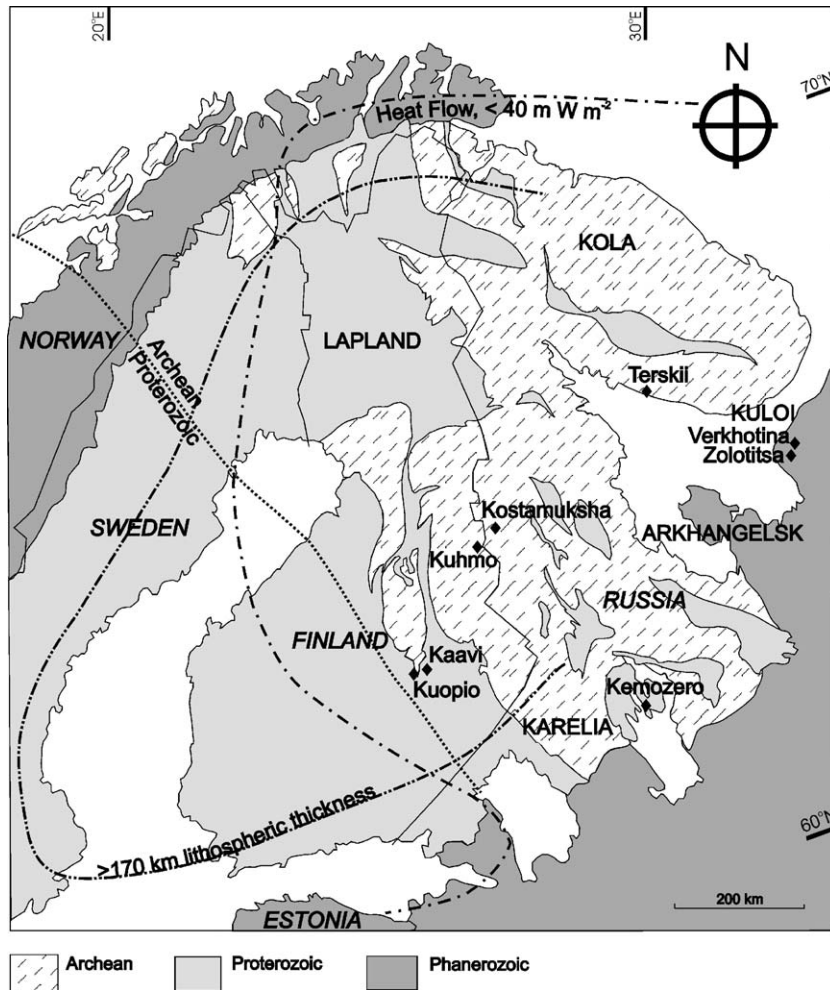 20°E
30°E
N
70°N
Heat Flow, < 40 m W m⁻²
KOLA
NORWAY
LAPLAND
Archean
Proterozoic
Terskii
KULOI
Verkhotina
Zolotitsa
SWEDEN
Kostamuksha
ARKHANGELSK
Kuhmo
RUSSIA
FINLAND
Kaavi
Kuopio
Kemozero
KARELIA
>170 km lithospheric thickness
60°N
200 km
ESTONIA
Archean
Proterozoic
Phanerozoic